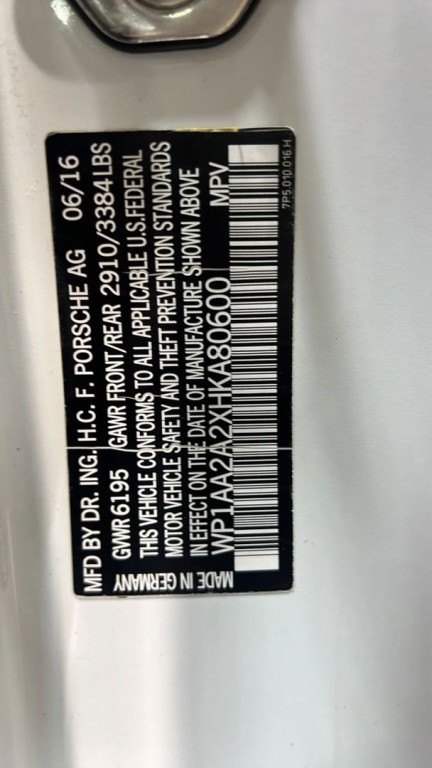 MFD BY DR. ING. H.C. F. PORSCHE AG 06/16
GWR 6195 GAWR FRONT/REAR 2910/3384 LBS
THIS VEHICLE CONFORMS TO ALL APPLICABLE U.S.FEDERAL
MOTOR VEHICLE SAFETY AND THEFT PREVENTION STANDARDS
IN EFFECT ON THE DATE OF MANUFACTURE SHOWN ABOVE
WP1AA2A2XHKA80600 MPV
MADE IN GERMANY
7P5.010.016.H